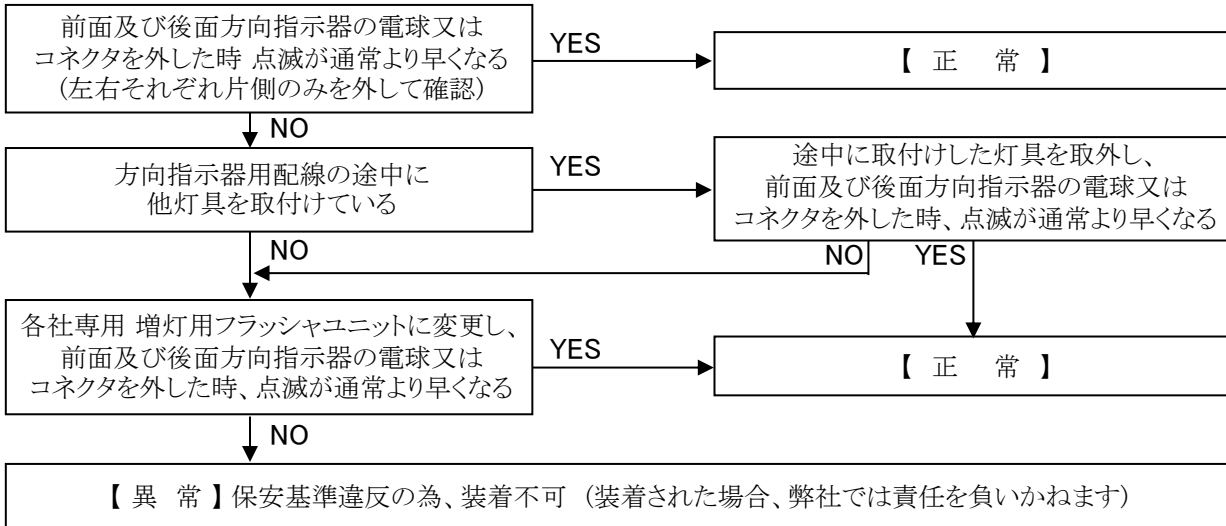 前面及び後面方向指示器の電球又は
コネクタを外した時 点滅が通常より早くなる
(左右それぞれ片側のみを外して確認)
YES
【 正 常 】
NO
方向指示器用配線の途中に
他灯具を取付けている
YES
途中に取付けした灯具を取外し、
前面及び後面方向指示器の電球又は
コネクタを外した時、点滅が通常より早くなる
NO
NO
YES
各社専用 増灯用フラッシャユニットに変更し、
前面及び後面方向指示器の電球又は
コネクタを外した時、点滅が通常より早くなる
YES
【 正 常 】
NO
【 異 常 】保安基準違反の為、装着不可 (装着された場合、弊社では責任を負いかねます)